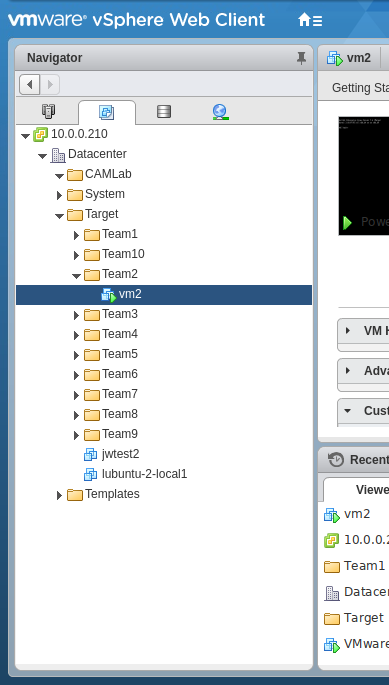 vmware® vSphere Web Client
Navigator
10.0.0.210
Datacenter
CAMLab
System
Target
Team1
Team10
Team2
vm2
Team3
Team4
Team5
Team6
Team7
Team8
Team9
jwtest2
lubuntu-2-local1
Templates
vm2
Getting Sta
Powe
VM H
Adva
Cust
Recent
Viewe
vm2
10.0.0.2
Team1
Datacen
Target
VMware